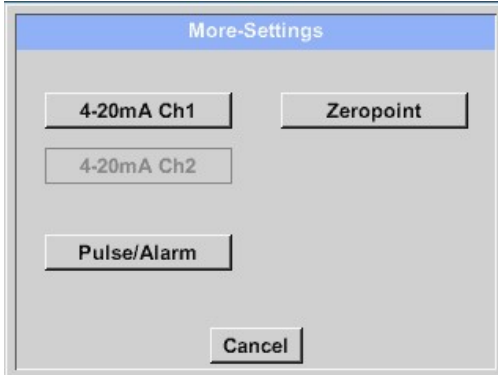 More-Settings
4-20mA Ch1
Zeropoint
4-20mA Ch2
Pulse/Alarm
Cancel